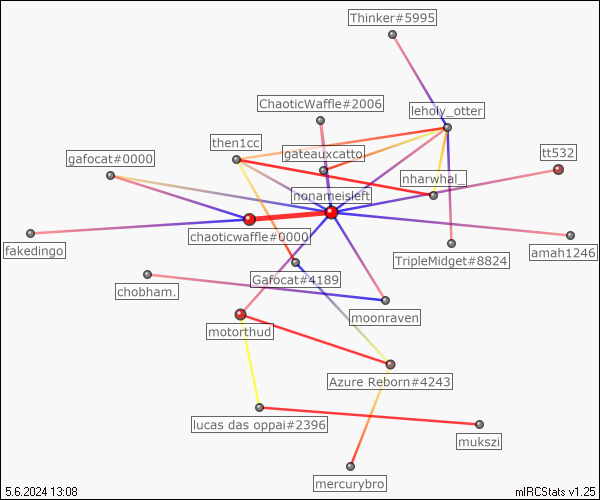 Thinker#5995
ChaoticWaffle#2006
leholy_otter
then1cc
gateauxcatto
gafocat#0000
tt532
nharwhal_
honameisleft
chaoticwaffle#0000
fakedingo
amah1246
TripleMidget#8824
Gafocat#4189
chobham.
moonraven
motorthud
Azure Reborn#4243
lucas das oppai#2396
mukszi
mercurybro
5.6.2024 13:08
mIRCStats v1.25